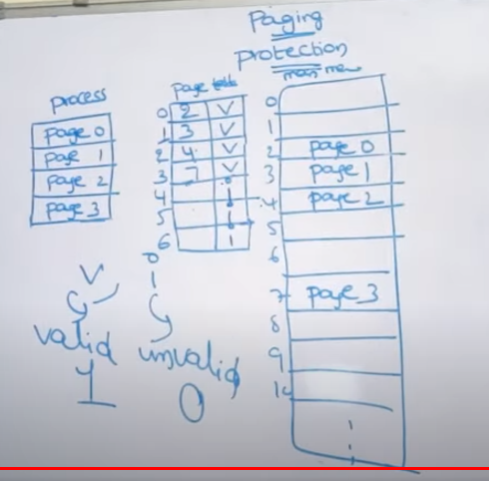 Paging
protection
main mem
process
page 0
page 1
page 2
page 3
page table
0 2 V
1 3 V
2 4 V
3 7 V
4 i
5 i
6 i
0
1
2 page 0
3 page 1
4 page 2
5
6
7 page 3
8
9
10
V
valid
1
i
invalid
0